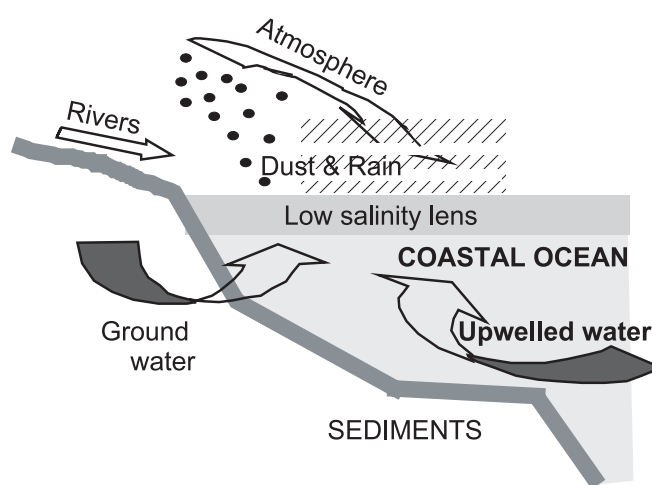 Atmosphere
Rivers
Dust & Rain
Low salinity lens
COASTAL OCEAN
Ground
water
Upwelled water
SEDIMENTS